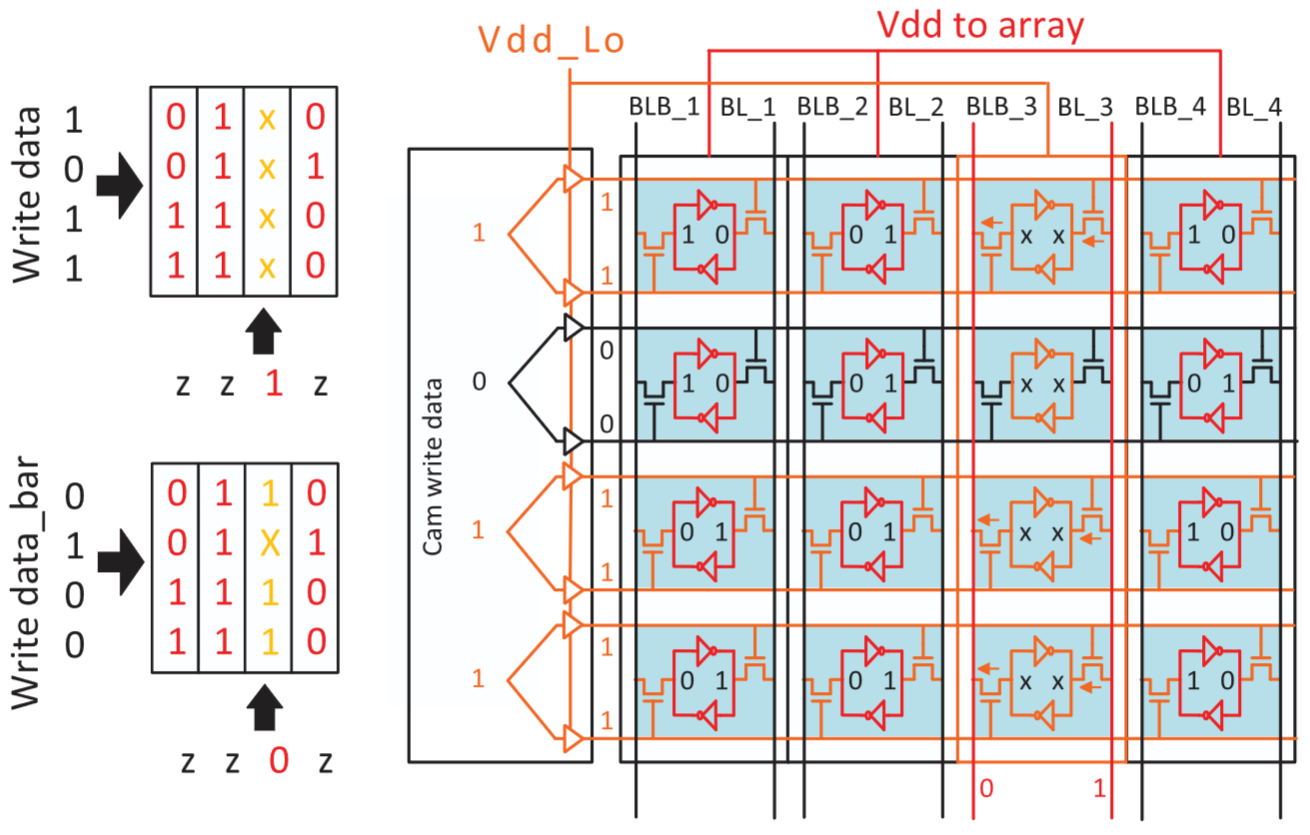 Vdd_Lo
Vdd to array
BLB_1 BL_1 BLB_2 BL_2 BLB_3 BL_3 BLB_4 BL_4
Write data
1 0 1 x 0
0 0 1 x 1
1 1 1 x 0
1 1 1 x 0
z z 1 z
Write data_bar
0 0 1 1 0
1 0 1 X 1
0 1 1 1 0
0 1 1 1 0
z z 0 z
Cam write data
1
1
1 0 0 1 x x 1 0
1
0
0
1 0 0 1 x x 0 1
0
0
1
1
0 1 0 1 x x 1 0
1
1
1
0 1 0 1 x x 1 0
1
1
0 1